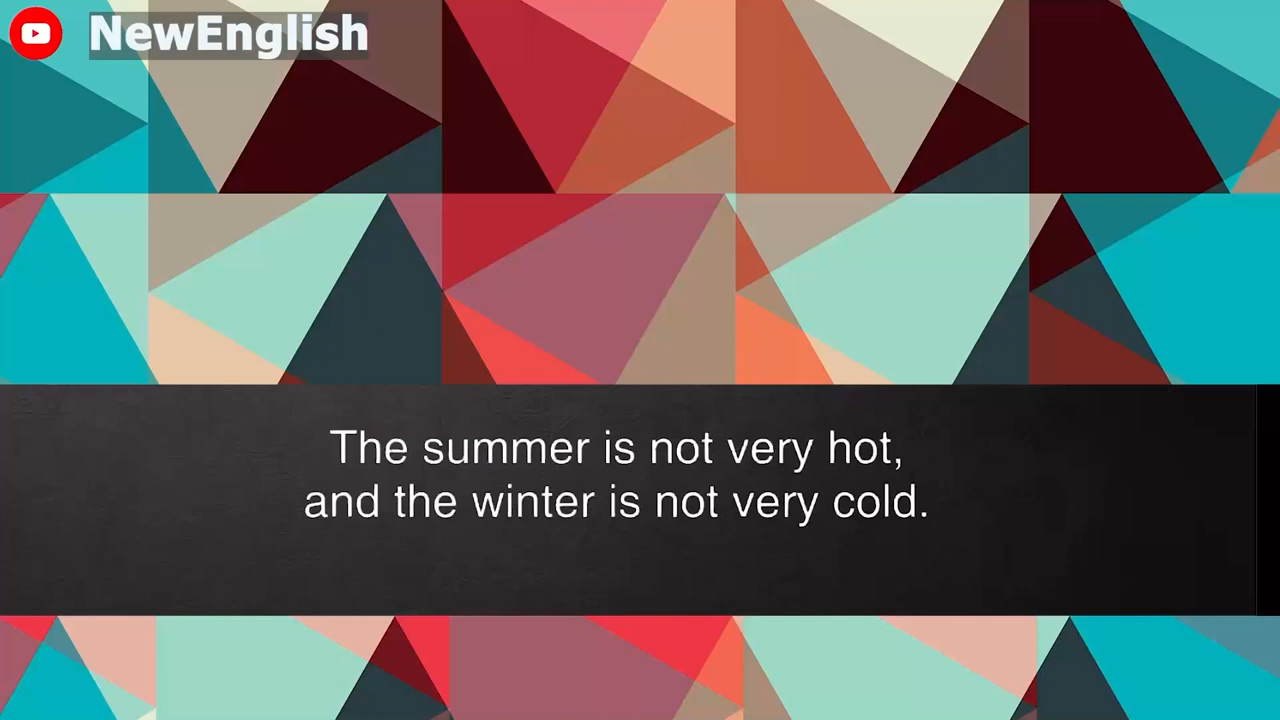 NewEnglish
The summer is not very hot,
and the winter is not very cold.